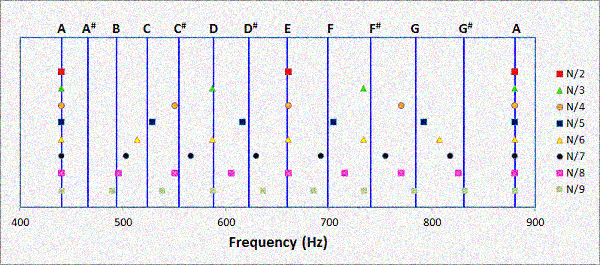 A A# B C C# D D# E F F# G G# A
N/2
N/3
N/4
N/5
N/6
N/7
N/8
N/9
400 500 600 700 800 900
Frequency (Hz)